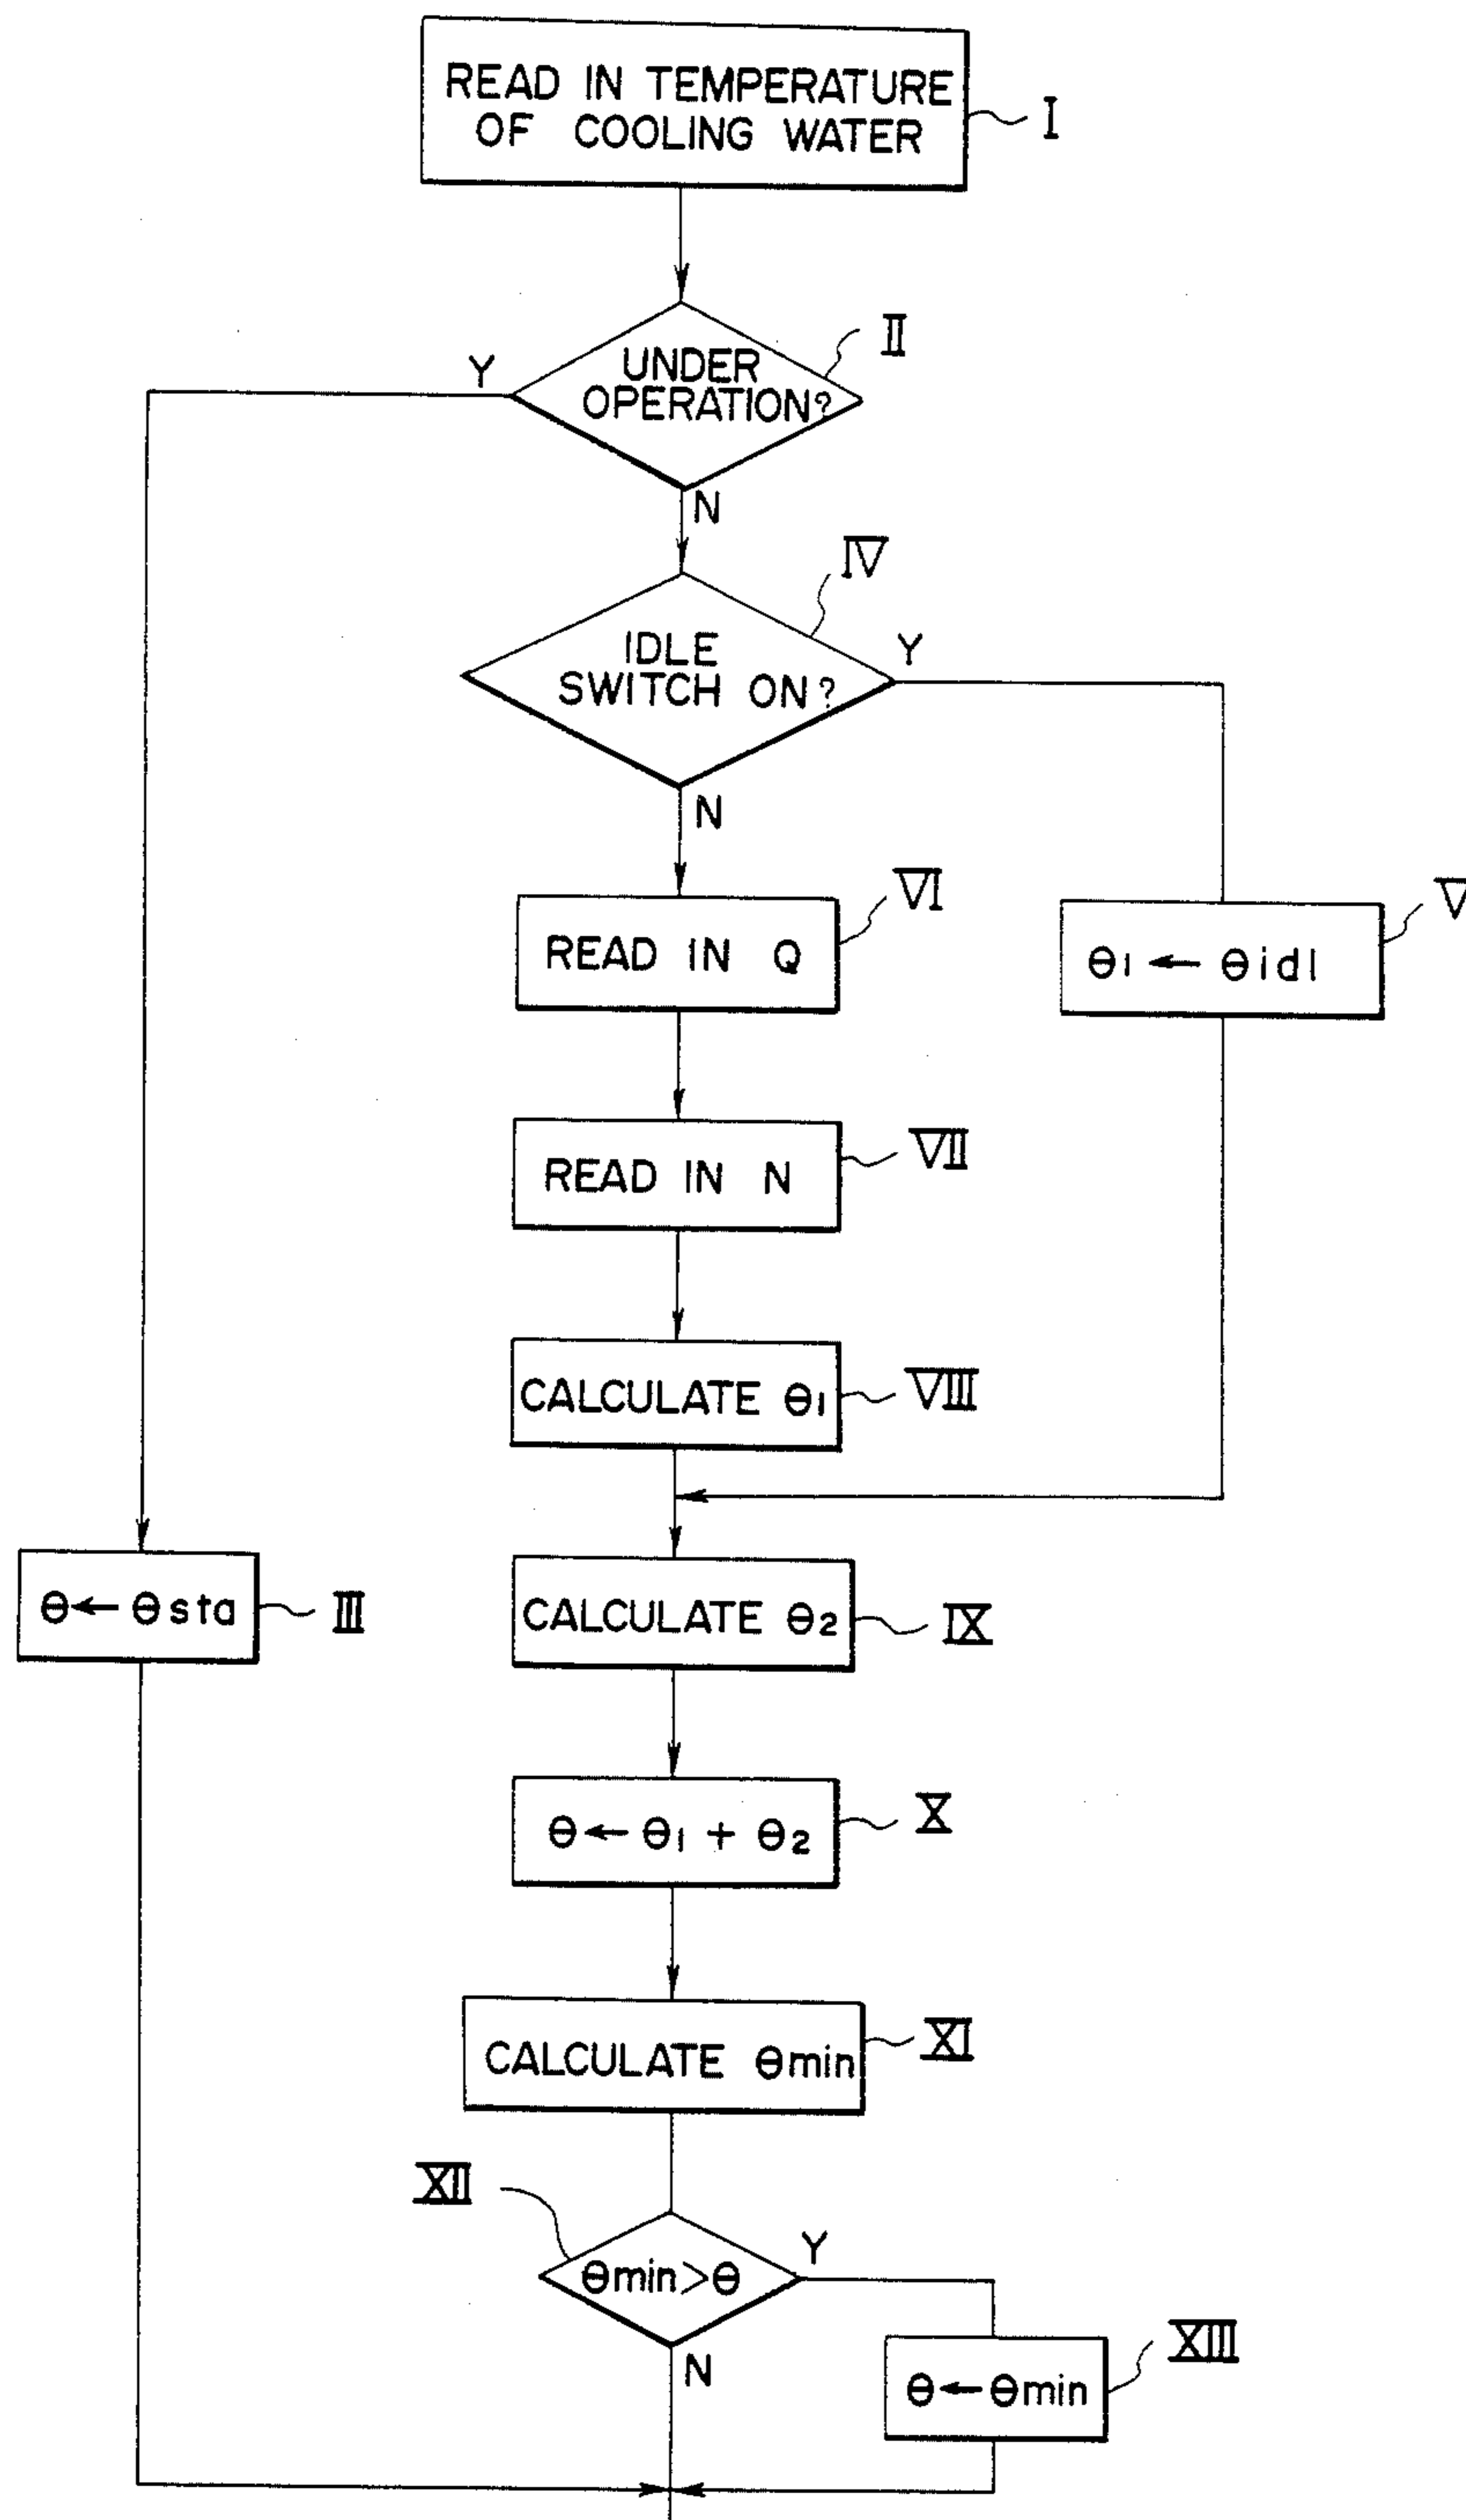 READ IN TEMPERATURE
OF COOLING WATER
I
UNDER
OPERATION?
II
Y
N
IV
IDLE
SWITCH ON?
Y
N
VI
READ IN Q
V
θ1 ← θidl
VII
READ IN N
CALCULATE θ1
VIII
θ ← θsta
III
CALCULATE θ2
IX
θ ← θ1 + θ2
X
CALCULATE θmin
XI
XII
θmin>θ
Y
N
XIII
θ ← θmin